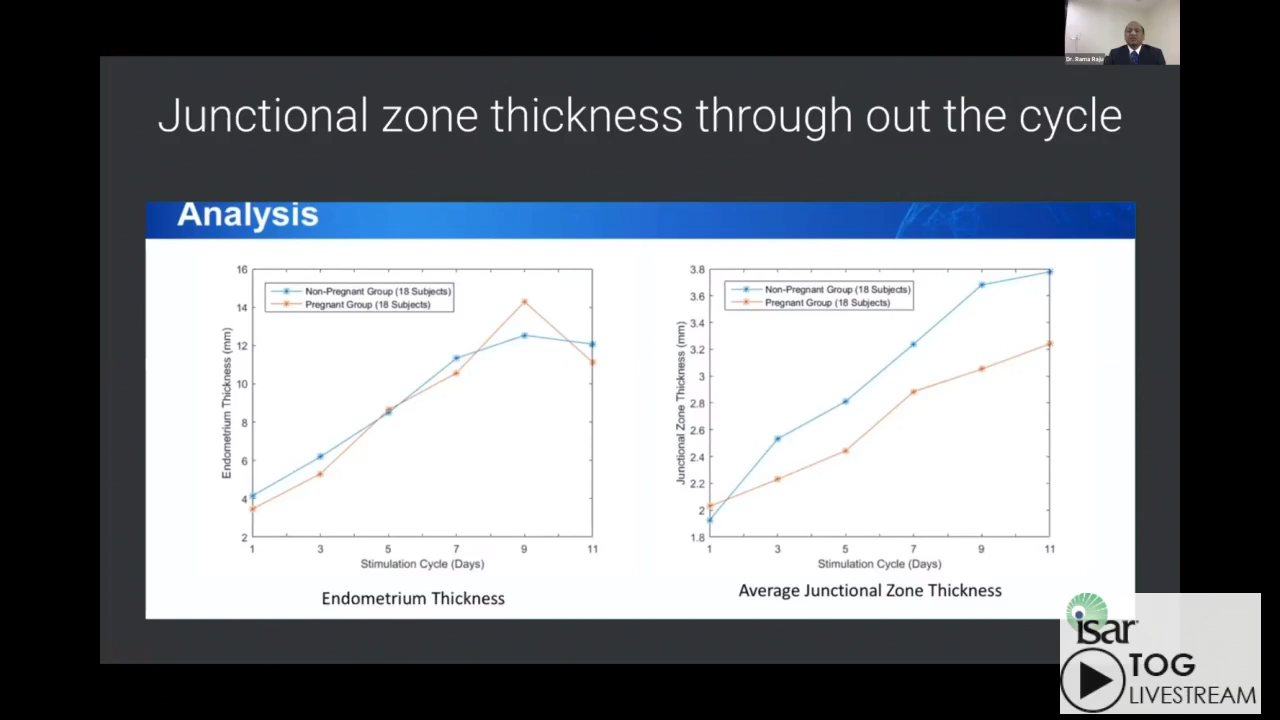 Dr. Rama Raju
Junctional zone thickness through out the cycle
Analysis
16
14
12
10
8
6
4
2
Endometrium Thickness (mm)
Non-Pregnant Group (18 Subjects)
Pregnant Group (18 Subjects)
1 3 5 7 9 11
Stimulation Cycle (Days)
Endometrium Thickness
3.8
3.6
3.4
3.2
3
2.8
2.6
2.4
2.2
2
1.8
Junctional Zone Thickness (mm)
Non-Pregnant Group (18 Subjects)
Pregnant Group (18 Subjects)
1 3 5 7 9 11
Stimulation Cycle (Days)
Average Junctional Zone Thickness
isar
TOG
LIVESTREAM